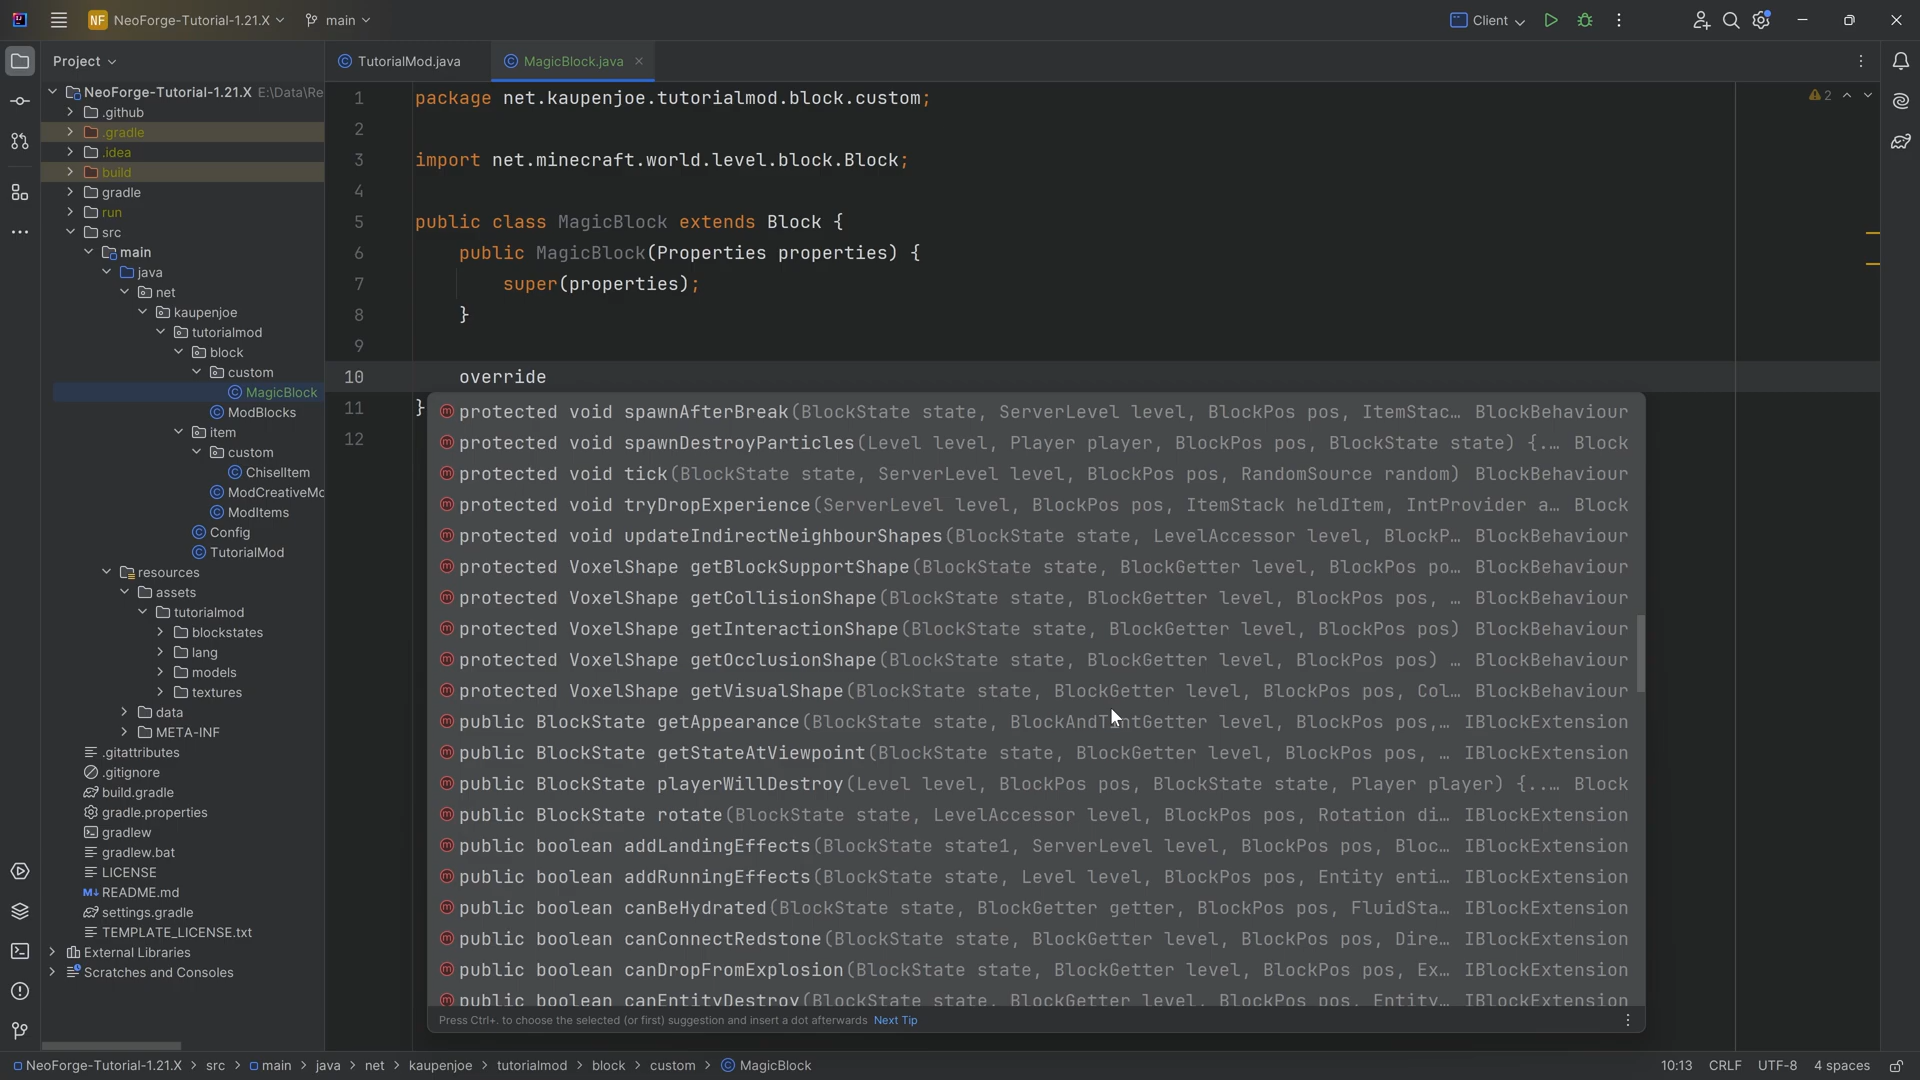 NF NeoForge-Tutorial-1.21.X main Client
Project
TutorialMod.java MagicBlock.java
NeoForge-Tutorial-1.21.X E:\Data\Re
.github
.gradle
.idea
build
gradle
run
src
main
java
net
kaupenjoe
tutorialmod
block
custom
MagicBlock
ModBlocks
item
custom
ChiselItem
ModCreativeMo
ModItems
Config
TutorialMod
resources
assets
tutorialmod
blockstates
lang
models
textures
data
META-INF
.gitattributes
.gitignore
build.gradle
gradle.properties
gradlew
gradlew.bat
LICENSE
M↓ README.md
settings.gradle
TEMPLATE_LICENSE.txt
External Libraries
Scratches and Consoles
2
1 package net.kaupenjoe.tutorialmod.block.custom;
2
3 import net.minecraft.world.level.block.Block;
4
5 public class MagicBlock extends Block {
6 public MagicBlock(Properties properties) {
7 super(properties);
8 }
9
10 override
11 }
12
protected void spawnAfterBreak(BlockState state, ServerLevel level, BlockPos pos, ItemStac… BlockBehaviour
protected void spawnDestroyParticles(Level level, Player player, BlockPos pos, BlockState state) {.… Block
protected void tick(BlockState state, ServerLevel level, BlockPos pos, RandomSource random) BlockBehaviour
protected void tryDropExperience(ServerLevel level, BlockPos pos, ItemStack heldItem, IntProvider a… Block
protected void updateIndirectNeighbourShapes(BlockState state, LevelAccessor level, BlockP… BlockBehaviour
protected VoxelShape getBlockSupportShape(BlockState state, BlockGetter level, BlockPos po… BlockBehaviour
protected VoxelShape getCollisionShape(BlockState state, BlockGetter level, BlockPos pos, … BlockBehaviour
protected VoxelShape getInteractionShape(BlockState state, BlockGetter level, BlockPos pos) BlockBehaviour
protected VoxelShape getOcclusionShape(BlockState state, BlockGetter level, BlockPos pos) … BlockBehaviour
protected VoxelShape getVisualShape(BlockState state, BlockGetter level, BlockPos pos, Col… BlockBehaviour
public BlockState getAppearance(BlockState state, BlockAndTintGetter level, BlockPos pos,… IBlockExtension
public BlockState getStateAtViewpoint(BlockState state, BlockGetter level, BlockPos pos, … IBlockExtension
public BlockState playerWillDestroy(Level level, BlockPos pos, BlockState state, Player player) {..… Block
public BlockState rotate(BlockState state, LevelAccessor level, BlockPos pos, Rotation di… IBlockExtension
public boolean addLandingEffects(BlockState state1, ServerLevel level, BlockPos pos, Bloc… IBlockExtension
public boolean addRunningEffects(BlockState state, Level level, BlockPos pos, Entity enti… IBlockExtension
public boolean canBeHydrated(BlockState state, BlockGetter getter, BlockPos pos, FluidSta… IBlockExtension
public boolean canConnectRedstone(BlockState state, BlockGetter level, BlockPos pos, Dire… IBlockExtension
public boolean canDropFromExplosion(BlockState state, BlockGetter level, BlockPos pos, Ex… IBlockExtension
public boolean canEntityDestroy(BlockState state, BlockGetter level, BlockPos pos, Entity… IBlockExtension
Press Ctrl+. to choose the selected (or first) suggestion and insert a dot afterwards Next Tip
NeoForge-Tutorial-1.21.X > src > main > java > net > kaupenjoe > tutorialmod > block > custom > MagicBlock 10:13 CRLF UTF-8 4 spaces